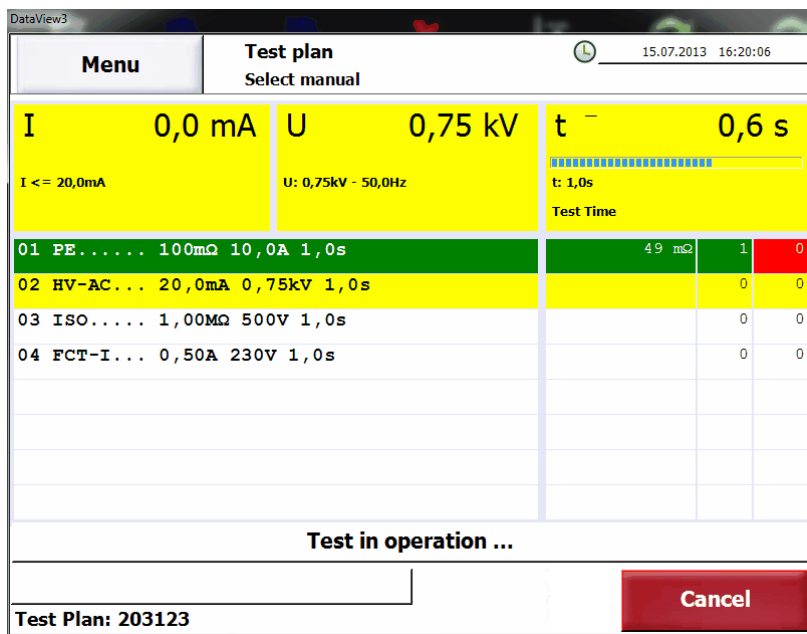 DataView3
Menu
Test plan
Select manual
15.07.2013 16:20:06
I 0,0 mA
U 0,75 kV
t ¯ 0,6 s
I <= 20,0mA
U: 0,75kV - 50,0Hz
t: 1,0s
Test Time
01 PE...... 100mΩ 10,0A 1,0s 49 mΩ 1 0
02 HV-AC... 20,0mA 0,75kV 1,0s 0 0
03 ISO..... 1,00MΩ 500V 1,0s 0 0
04 FCT-I... 0,50A 230V 1,0s 0 0
Test in operation ...
Cancel
Test Plan: 203123